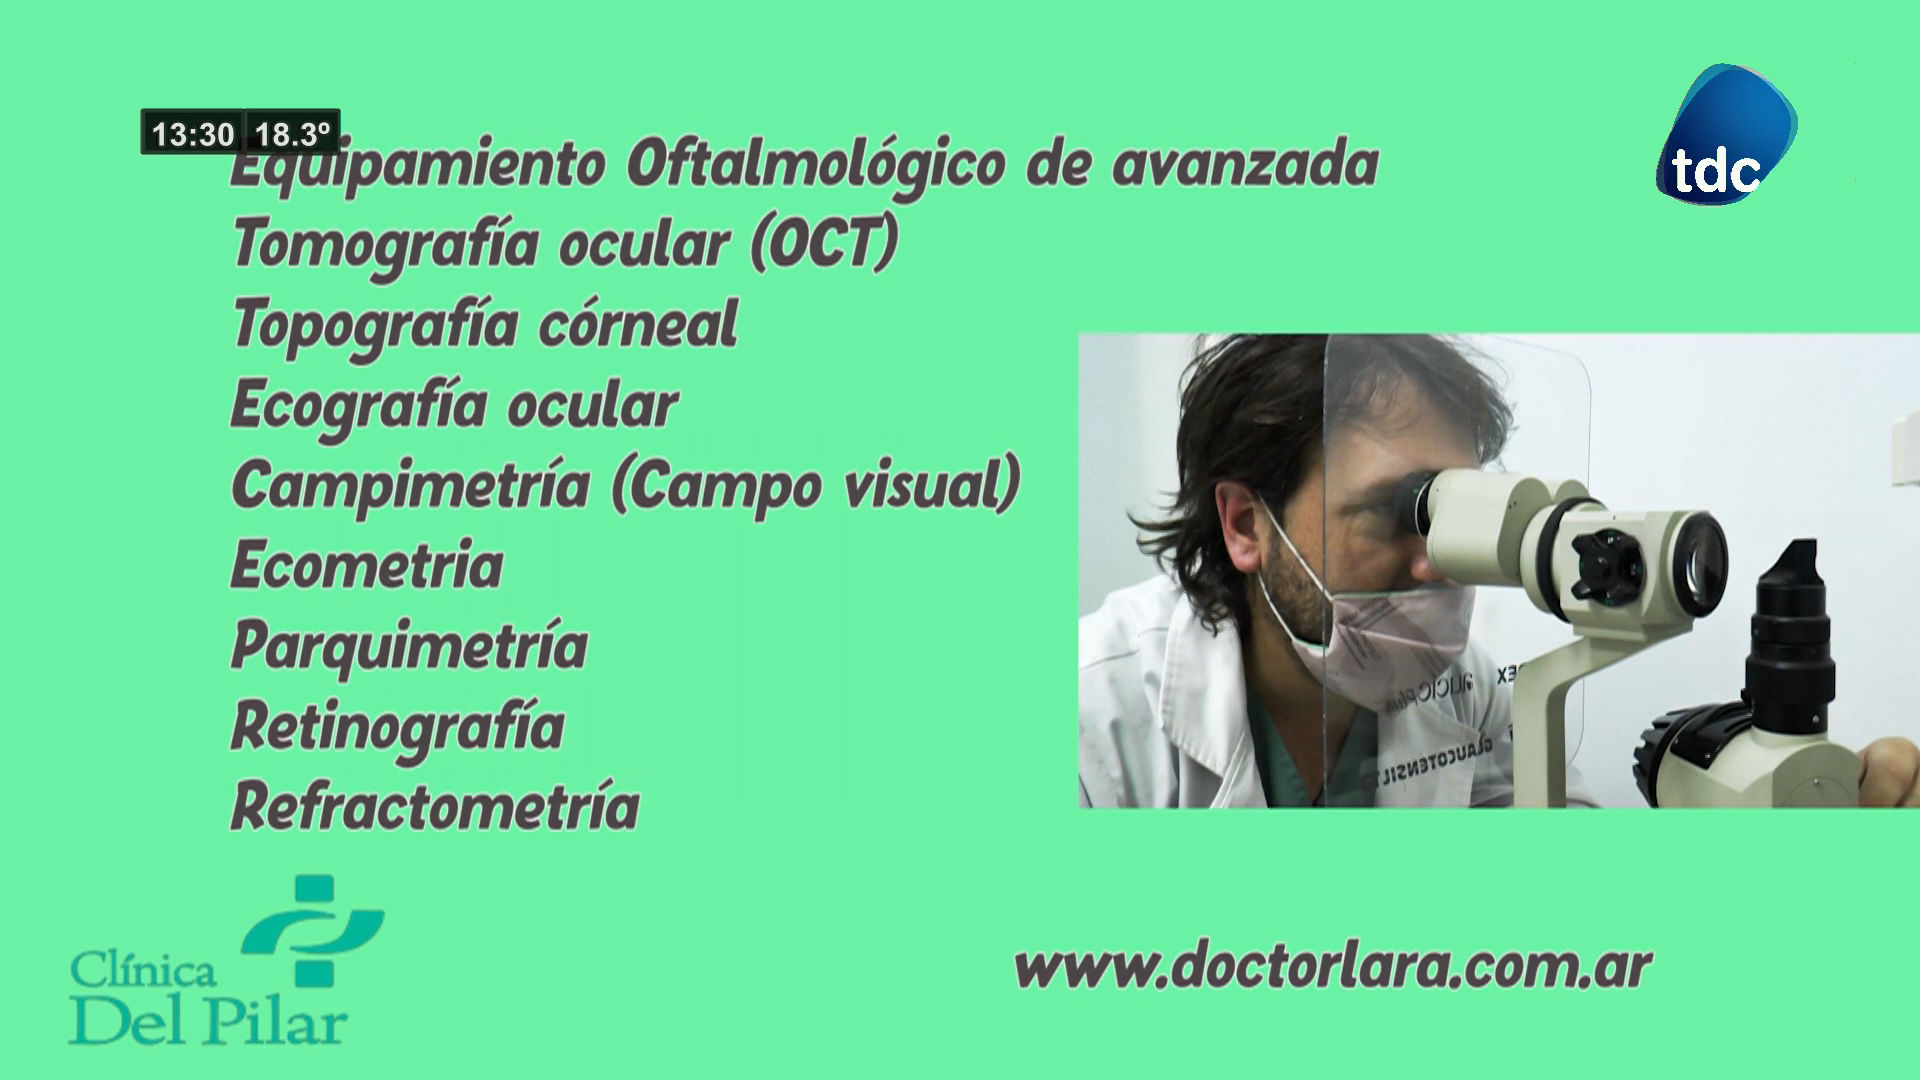 13:30 18.3º
tdc
Equipamiento Oftalmológico de avanzada
Tomografía ocular (OCT)
Topografía córneal
Ecografía ocular
Campimetría (Campo visual)
Ecometria
Parquimetría
Retinografía
Refractometría
GLAUCOTENSIL
Clínica
Del Pilar
www.doctorlara.com.ar